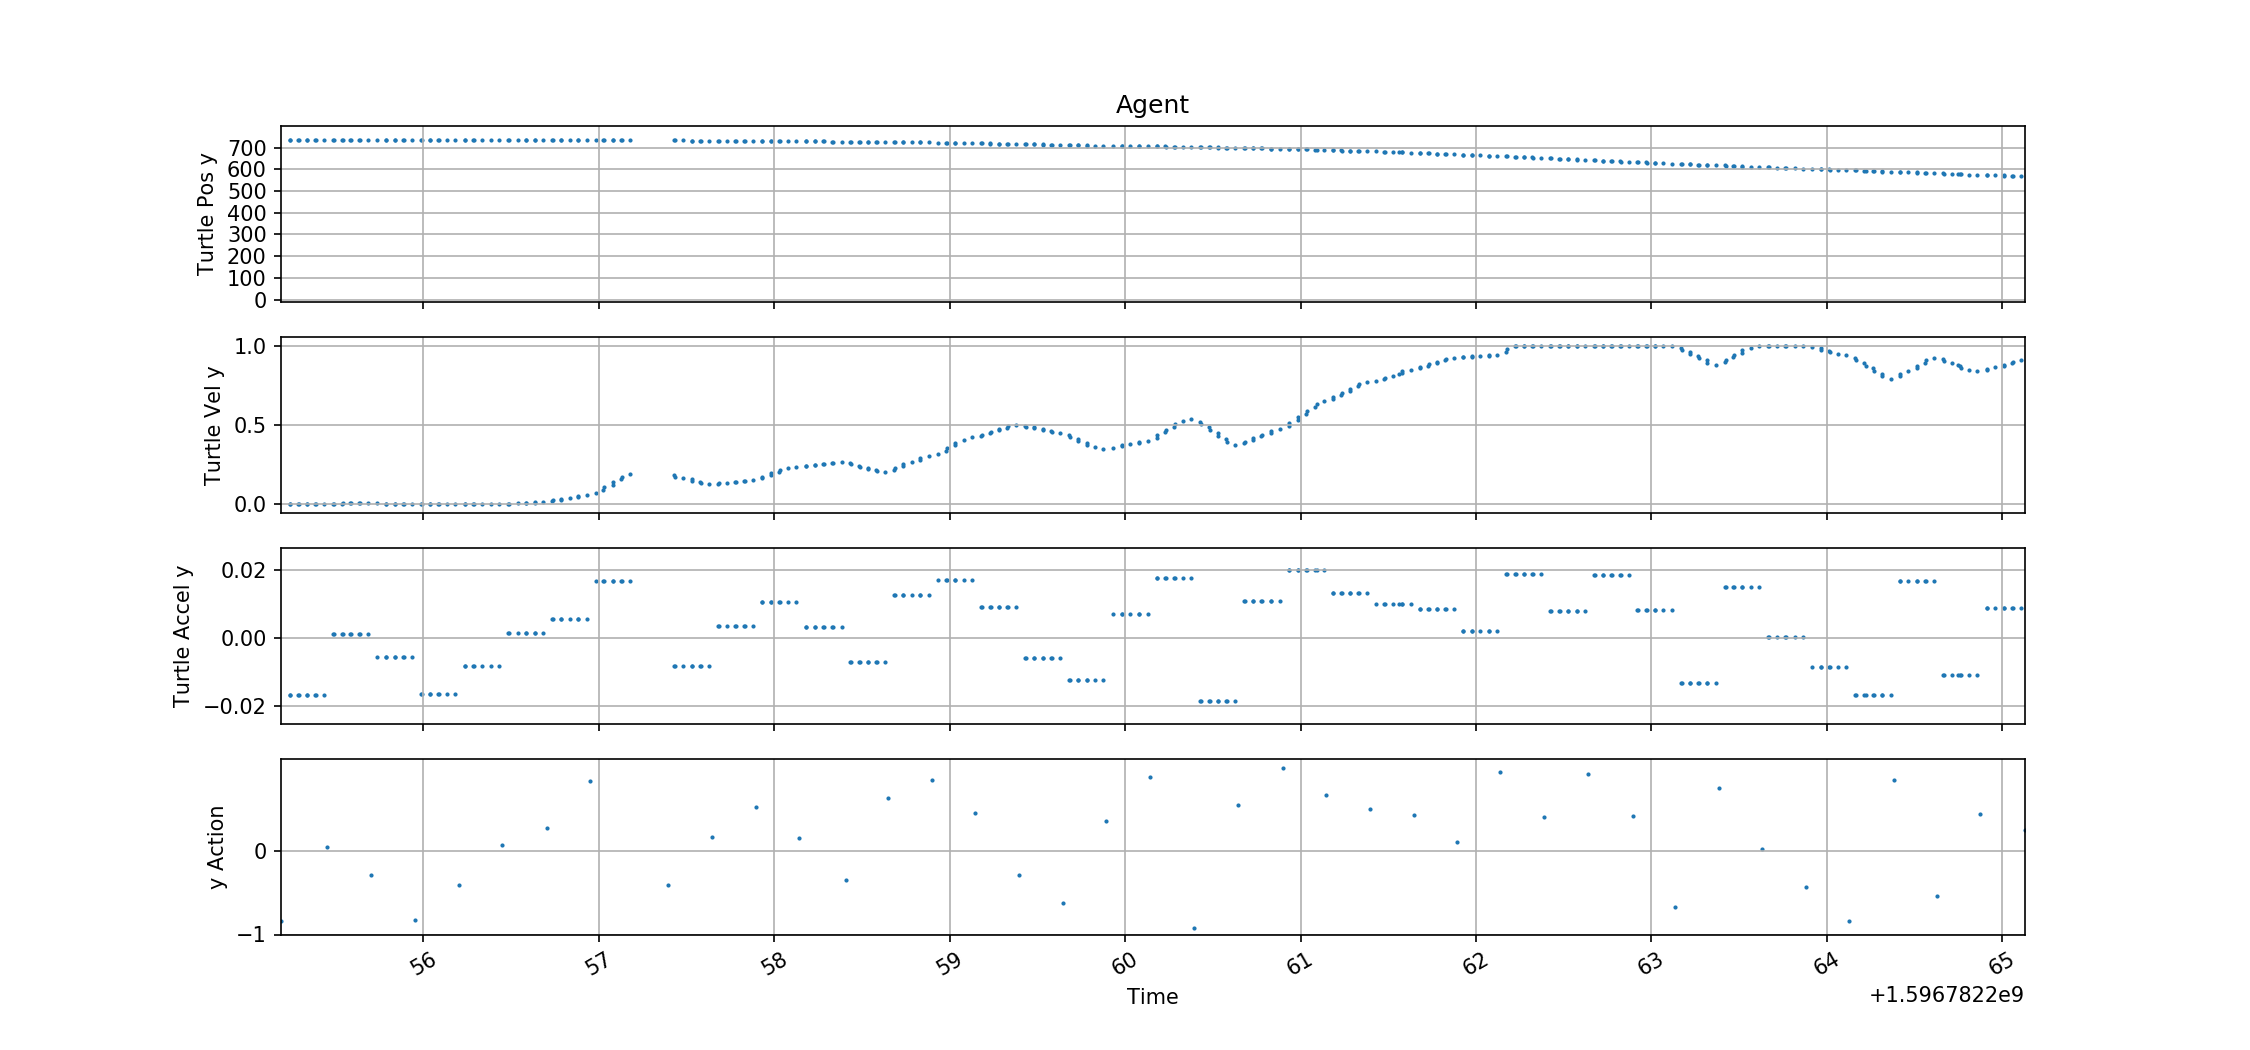 Agent
Turtle Pos y
700
600
500
400
300
200
100
0
Turtle Vel y
1.0
0.5
0.0
Turtle Accel y
0.02
0.00
−0.02
y Action
0
−1
56 57 58 59 60 61 62 63 64 65
Time
+1.5967822e9